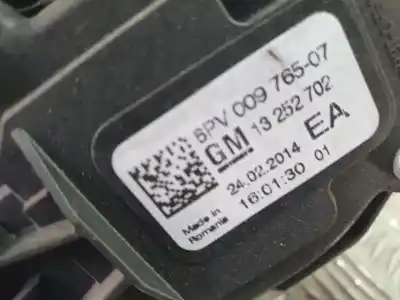 6PV 009 765-07
GM 13 252 702
EA
24.02.2014
16:01:30 01
Made in
Romania